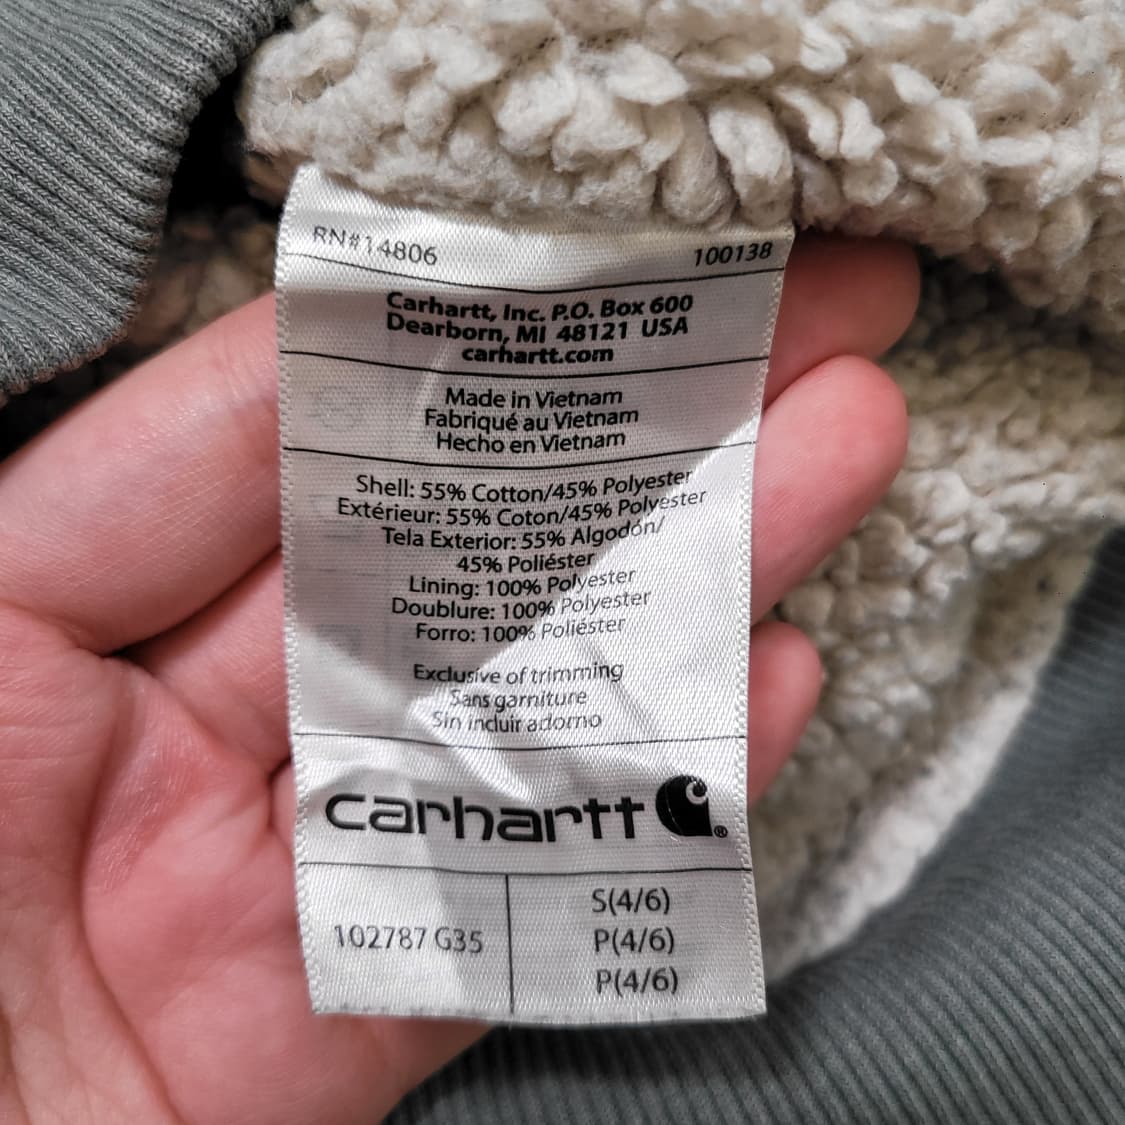 RN#14806 100138
Carhartt, Inc. P.O. Box 600
Dearborn, MI 48121 USA
carhartt.com
Made in Vietnam
Fabriqué au Vietnam
Hecho en Vietnam
Shell: 55% Cotton/45% Polyester
Extérieur: 55% Coton/45% Polyester
Tela Exterior: 55% Algodón/
45% Poliéster
Lining: 100% Polyester
Doublure: 100% Polyester
Forro: 100% Poliéster
Exclusive of trimming
Sans garniture
Sin incluir adorno
carhartt ®
102787 G35
S(4/6)
P(4/6)
P(4/6)